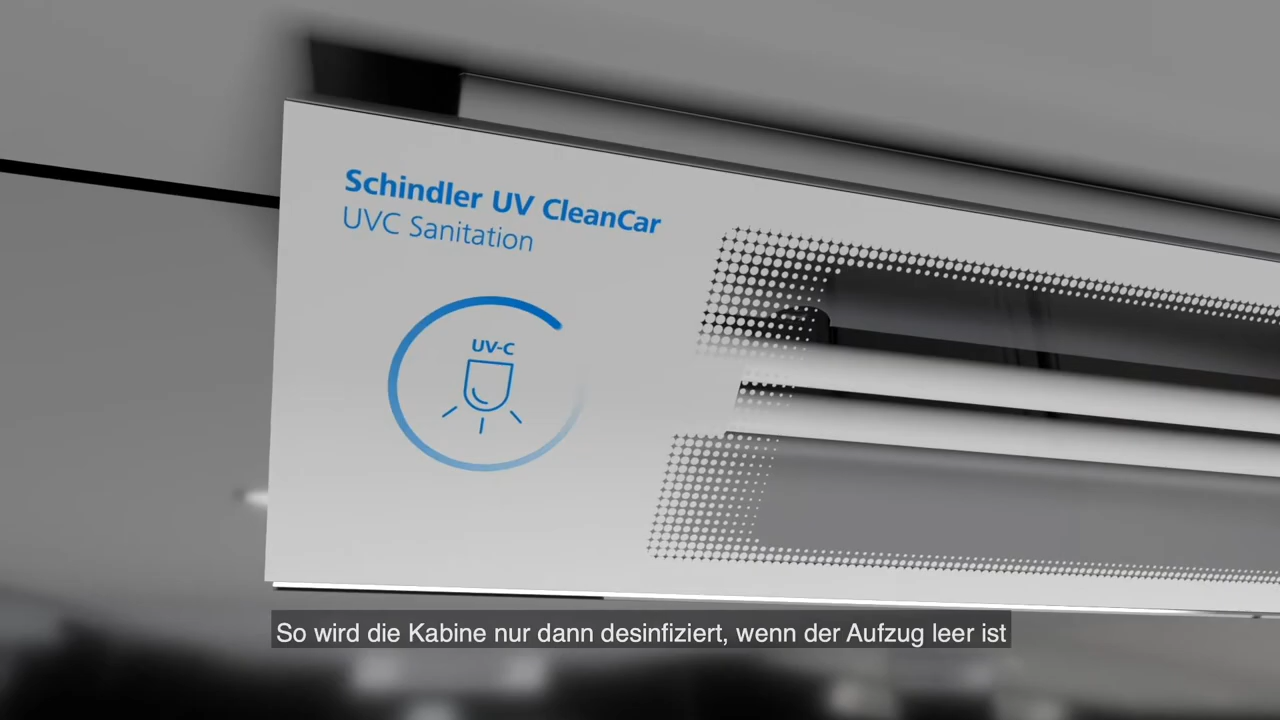 Schindler UV CleanCar
UVC Sanitation
UV-C
So wird die Kabine nur dann desinfiziert, wenn der Aufzug leer ist